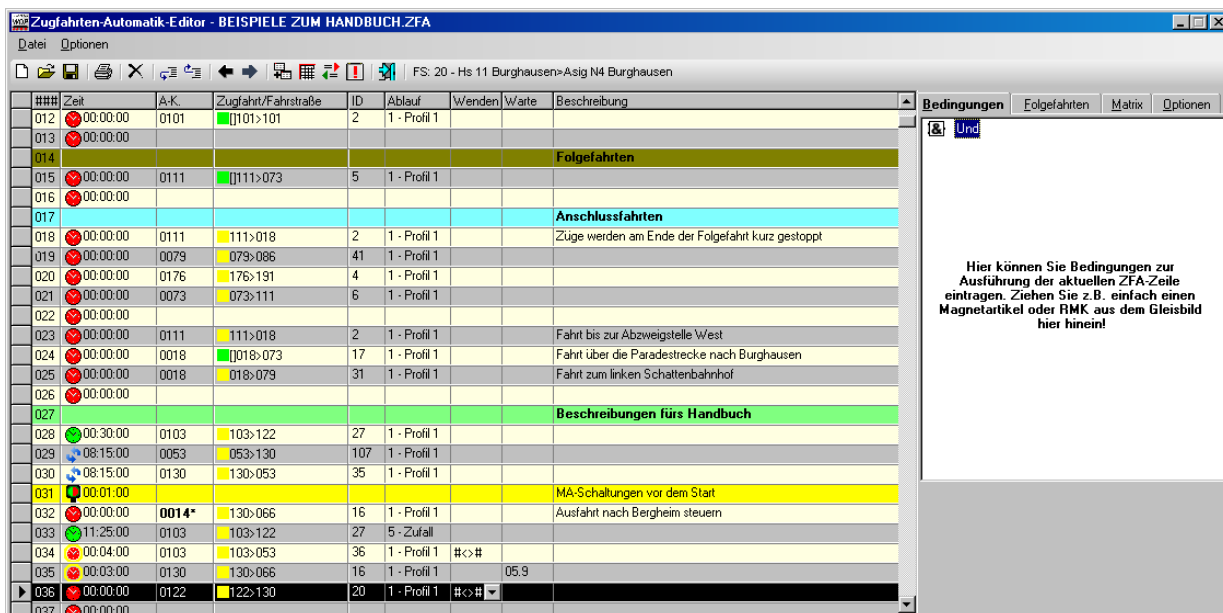 Zugfahrten-Automatik-Editor - BEISPIELE ZUM HANDBUCH.ZFA
Datei Optionen
FS: 20 - Hs 11 Burghausen>Asig N4 Burghausen
### Zeit A-K. Zugfahrt/Fahrstraße ID Ablauf Wenden Warte Beschreibung
012 00:00:00 0101 []101>101 2 1 - Profil 1
013 00:00:00
014 Folgefahrten
015 00:00:00 0111 []111>073 5 1 - Profil 1
016 00:00:00
017 Anschlussfahrten
018 00:00:00 0111 111>018 2 1 - Profil 1 Züge werden am Ende der Folgefahrt kurz gestoppt
019 00:00:00 0079 079>086 41 1 - Profil 1
020 00:00:00 0176 176>191 4 1 - Profil 1
021 00:00:00 0073 073>111 6 1 - Profil 1
022 00:00:00
023 00:00:00 0111 111>018 2 1 - Profil 1 Fahrt bis zur Abzweigstelle West
024 00:00:00 0018 []018>073 17 1 - Profil 1 Fahrt über die Paradestrecke nach Burghausen
025 00:00:00 0018 018>079 31 1 - Profil 1 Fahrt zum linken Schattenbahnhof
026 00:00:00
027 Beschreibungen fürs Handbuch
028 00:30:00 0103 103>122 27 1 - Profil 1
029 08:15:00 0053 053>130 107 1 - Profil 1
030 08:15:00 0130 130>053 35 1 - Profil 1
031 00:01:00 MA-Schaltungen vor dem Start
032 00:00:00 0014* 130>066 16 1 - Profil 1 Ausfahrt nach Bergheim steuern
033 11:25:00 0103 103>122 27 5 - Zufall
034 00:04:00 0103 103>053 36 1 - Profil 1 #<>#
035 00:03:00 0130 130>066 16 1 - Profil 1 05.9
036 00:00:00 0122 122>130 20 1 - Profil 1 #<>#
037 00:00:00
Bedingungen Folgefahrten Matrix Optionen
& Und
Hier können Sie Bedingungen zur
Ausführung der aktuellen ZFA-Zeile
eintragen. Ziehen Sie z.B. einfach einen
Magnetartikel oder RMK aus dem Gleisbild
hier hinein!